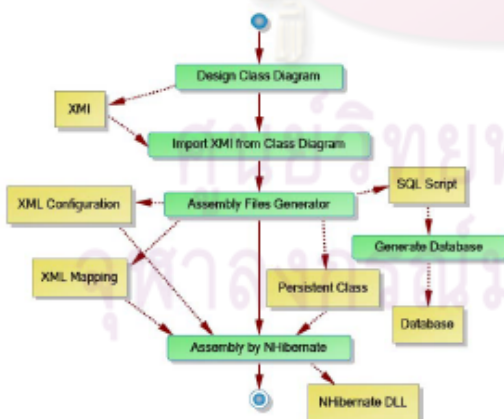 Design Class Diagram
XMI
Import XMI from Class Diagram
SQL Script
XML Configuration
Assembly Files Generator
Generate Database
XML Mapping
Persistent Class
Database
Assembly by NHibernate
NHibernate DLL